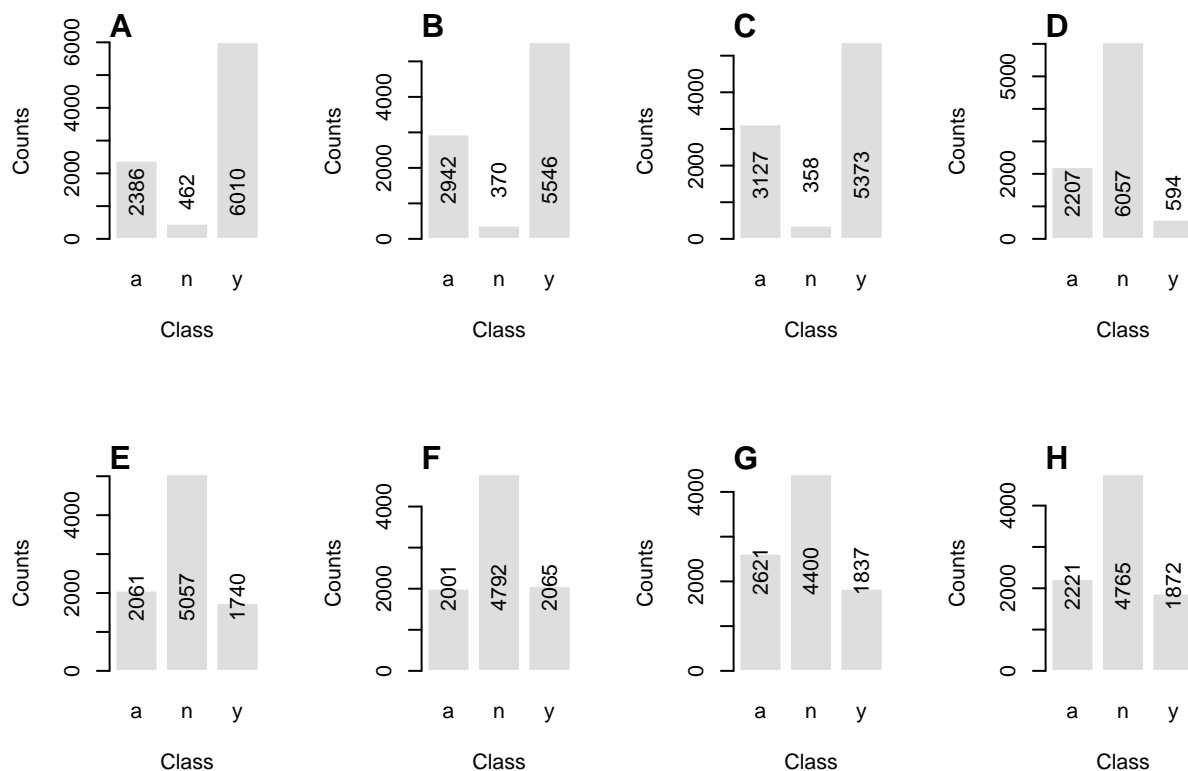 A
Counts
6000
4000
2000
0
2386
462
6010
a n y
Class
B
Counts
4000
2000
0
2942
370
5546
a n y
Class
C
Counts
4000
2000
0
3127
358
5373
a n y
Class
D
Counts
5000
2000
0
2207
6057
594
a n y
Class
E
Counts
4000
2000
0
2061
5057
1740
a n y
Class
F
Counts
4000
2000
0
2001
4792
2065
a n y
Class
G
Counts
4000
2000
0
2621
4400
1837
a n y
Class
H
Counts
4000
2000
0
2221
4765
1872
a n y
Class